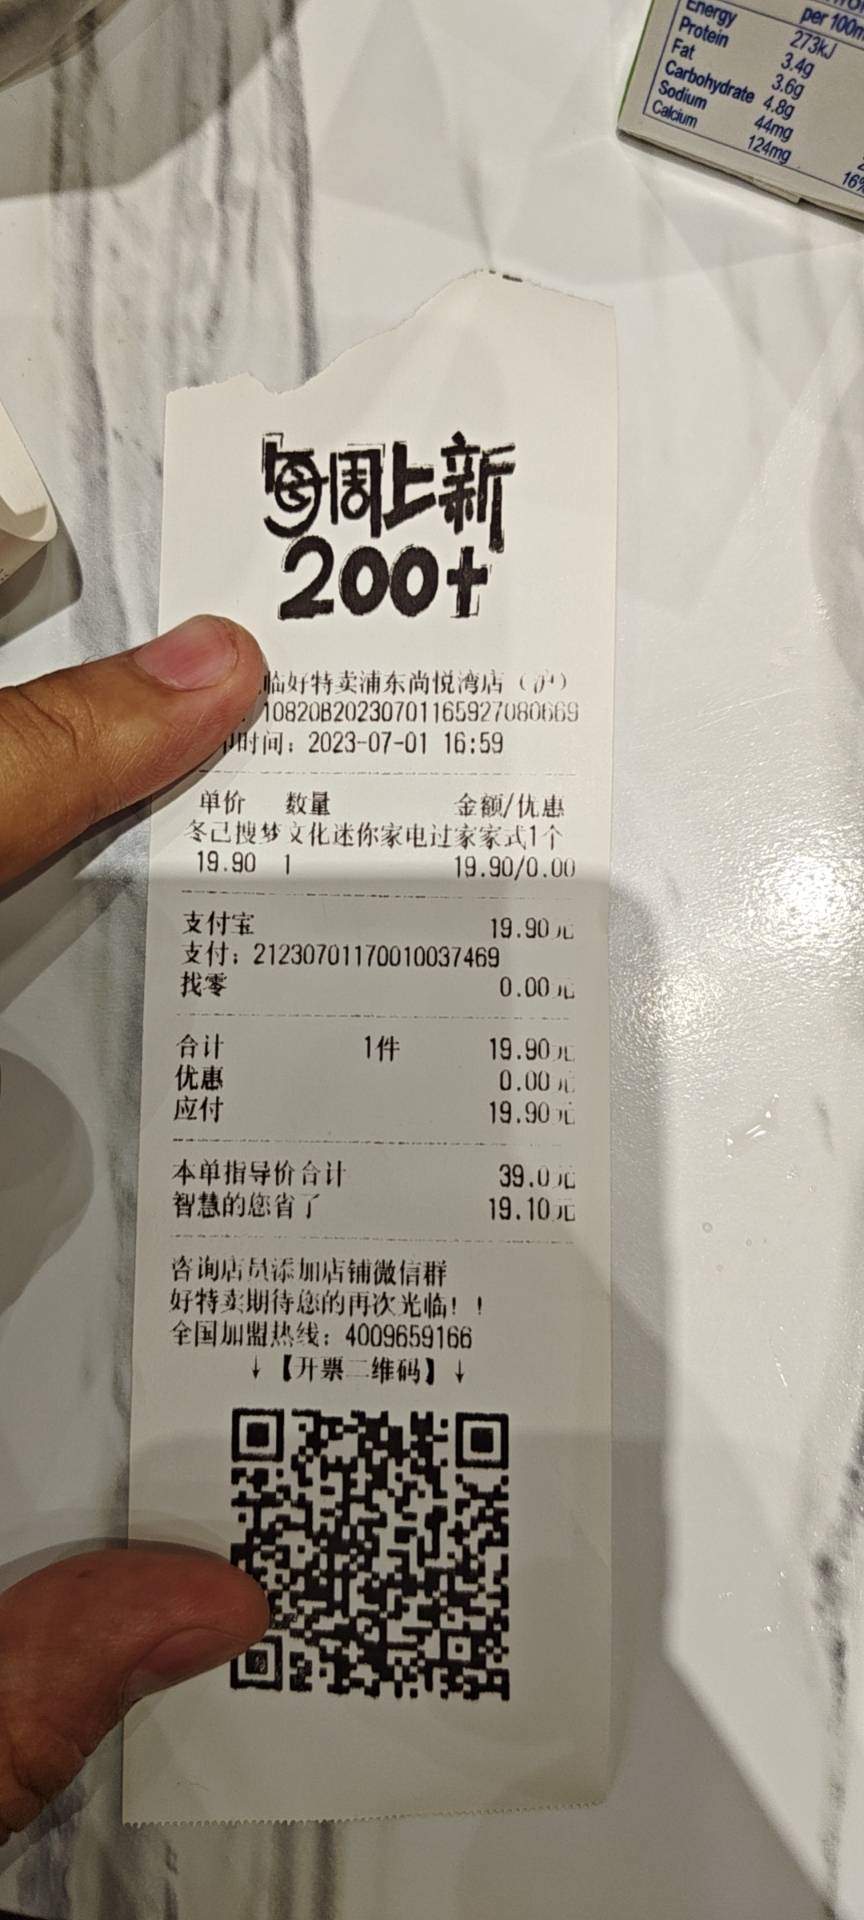 Energy
per 100m
Protein
273kJ
Fat
3.4g
Carbohydrate
3.6g
Sodium
4.8g
Calcium
44mg
124mg
16%
每周上新
200+
临好特卖浦东尚悦湾店（沪）
10820B20230701165927080669
时间：2023-07-01 16:59
单价 数量 金额/优惠
冬己搜梦文化迷你家电过家家式1个
19.90 1 19.90/0.00
支付宝 19.90元
支付：21230701170010037469
找零 0.00元
合计 1件 19.90元
优惠 0.00元
应付 19.90元
本单指导价合计 39.0元
智慧的您省了 19.10元
咨询店员添加店铺微信群
好特卖期待您的再次光临！！
全国加盟热线：4009659166
↓【开票二维码】↓